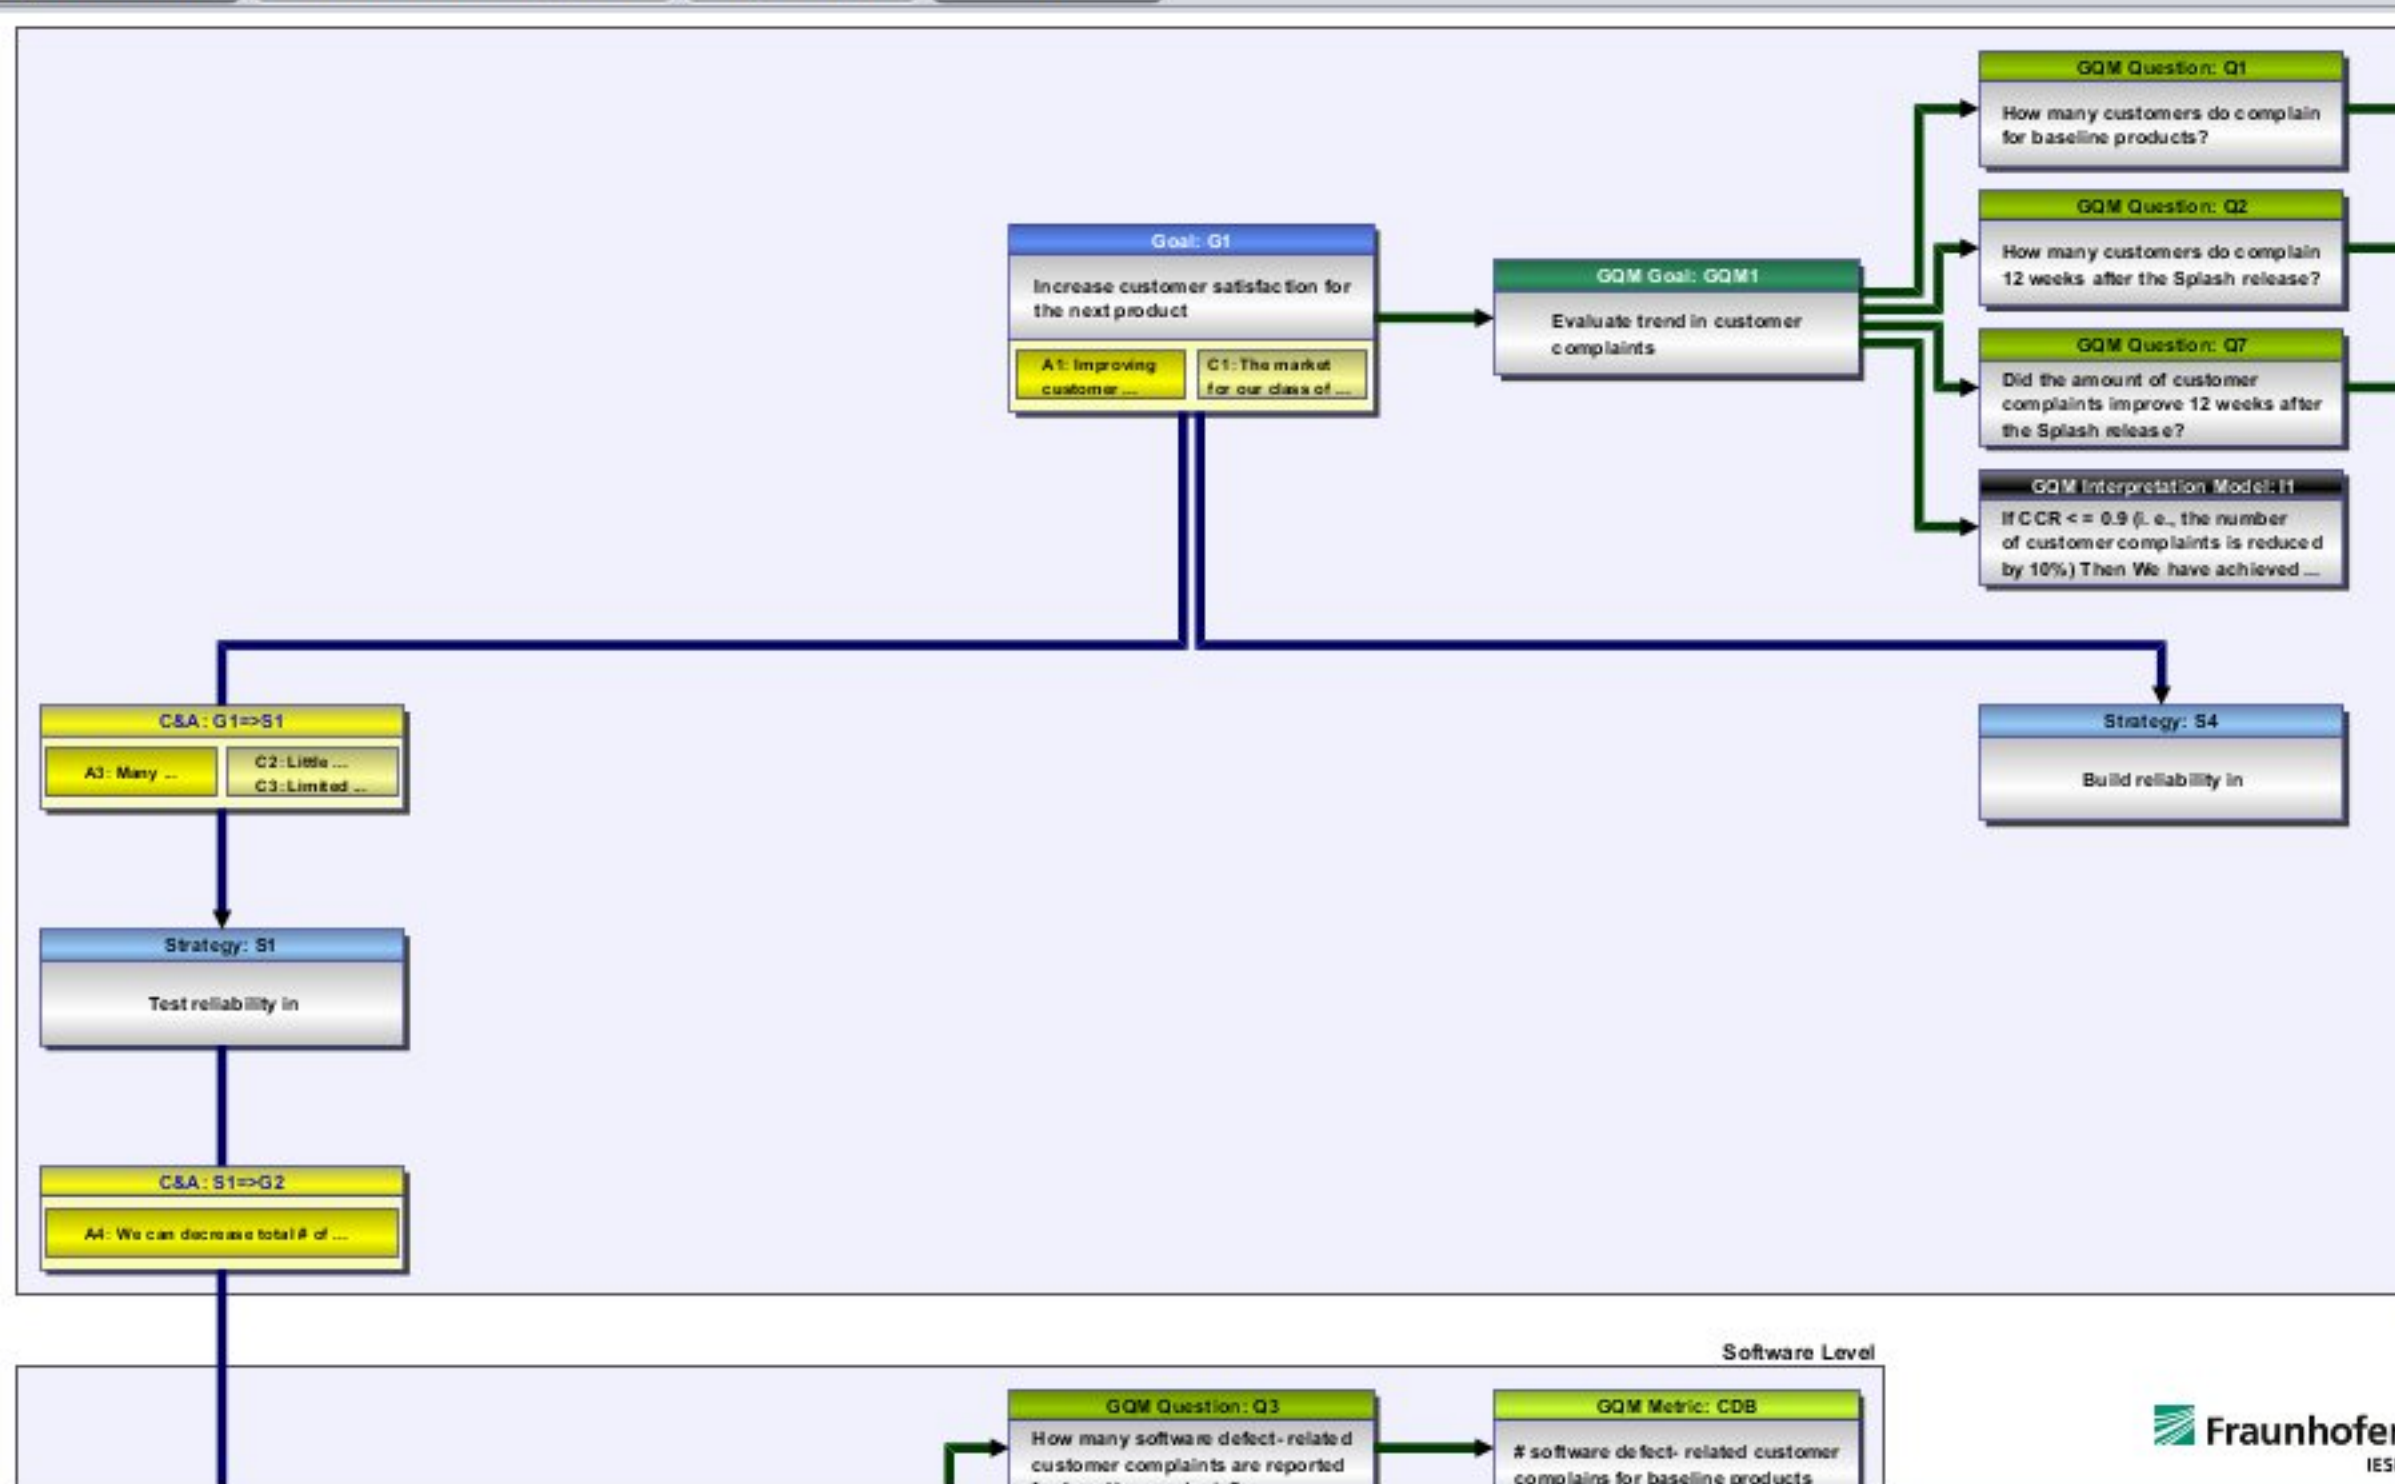 GQM Question: Q1
How many customers do complain
for baseline products?
GQM Question: Q2
How many customers do complain
12 weeks after the Splash release?
Goal: G1
Increase customer satisfaction for
the next product
A1: Improving
customer ...
C1: The market
for our class of ...
GQM Goal: GQM1
Evaluate trend in customer
complaints
GQM Question: Q7
Did the amount of customer
complaints improve 12 weeks after
the Splash release?
GQM Interpretation Model: I1
If CCR <= 0.9 (i. e., the number
of customer complaints is reduced
by 10%) Then We have achieved ...
C&A: G1=>S1
A3: Many ...
C2: Little ...
C3: Limited ...
Strategy: S4
Build reliability in
Strategy: S1
Test reliability in
C&A: S1=>G2
A4: We can decrease total # of ...
Software Level
GQM Question: Q3
How many software defect- related
customer complaints are reported
GQM Metric: CDB
# software defect- related customer
complains for baseline products
Fraunhofer
IES